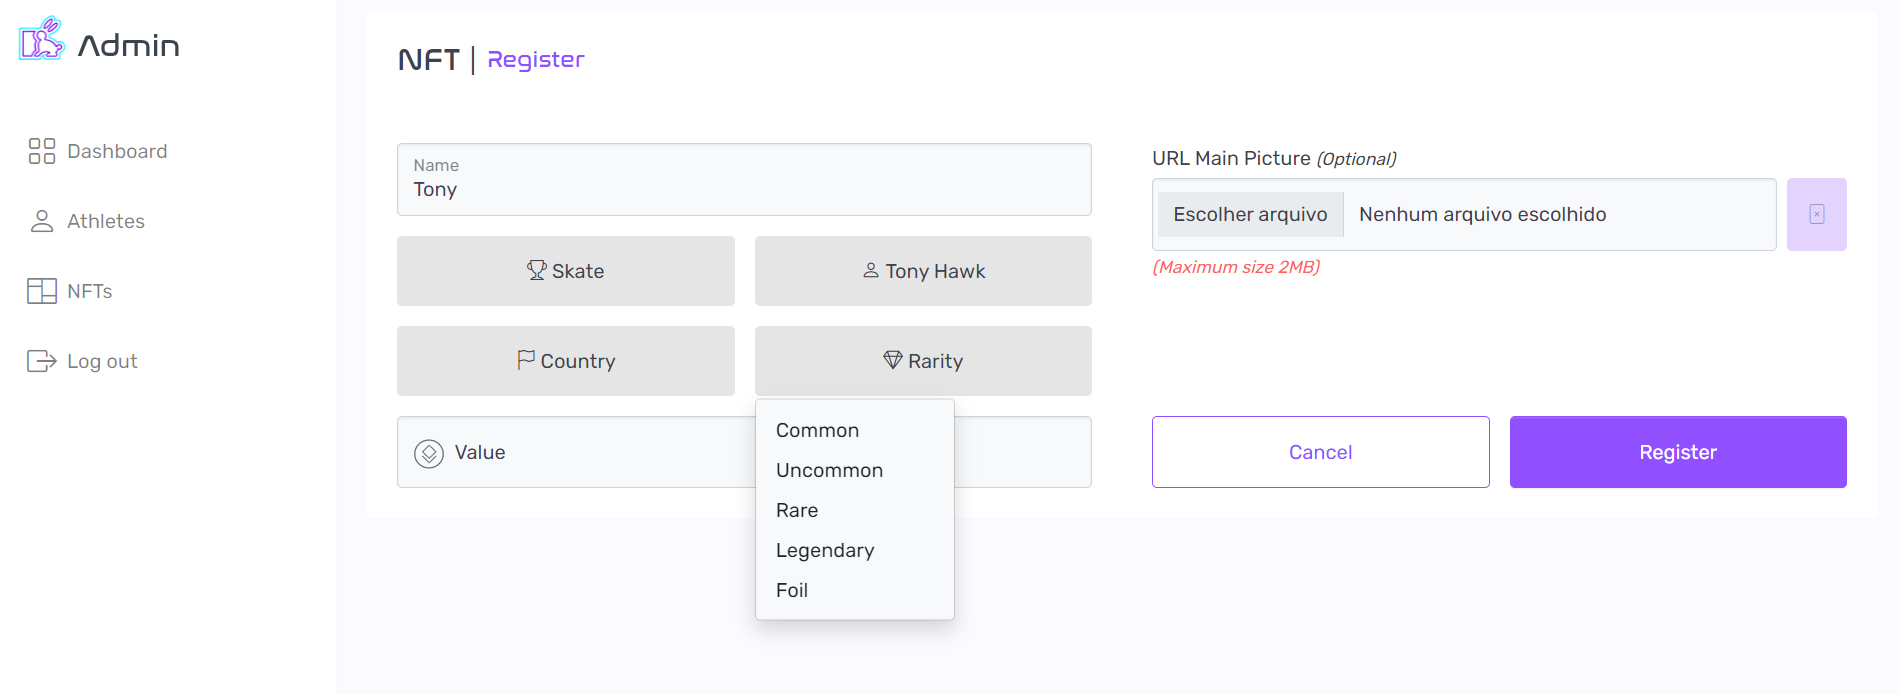 Admin
Dashboard
Athletes
NFTs
Log out
NFT | Register
Name
Tony
Skate
Tony Hawk
Country
Rarity
Value
Common
Uncommon
Rare
Legendary
Foil
URL Main Picture (Optional)
Escolher arquivo Nenhum arquivo escolhido
(Maximum size 2MB)
Cancel
Register